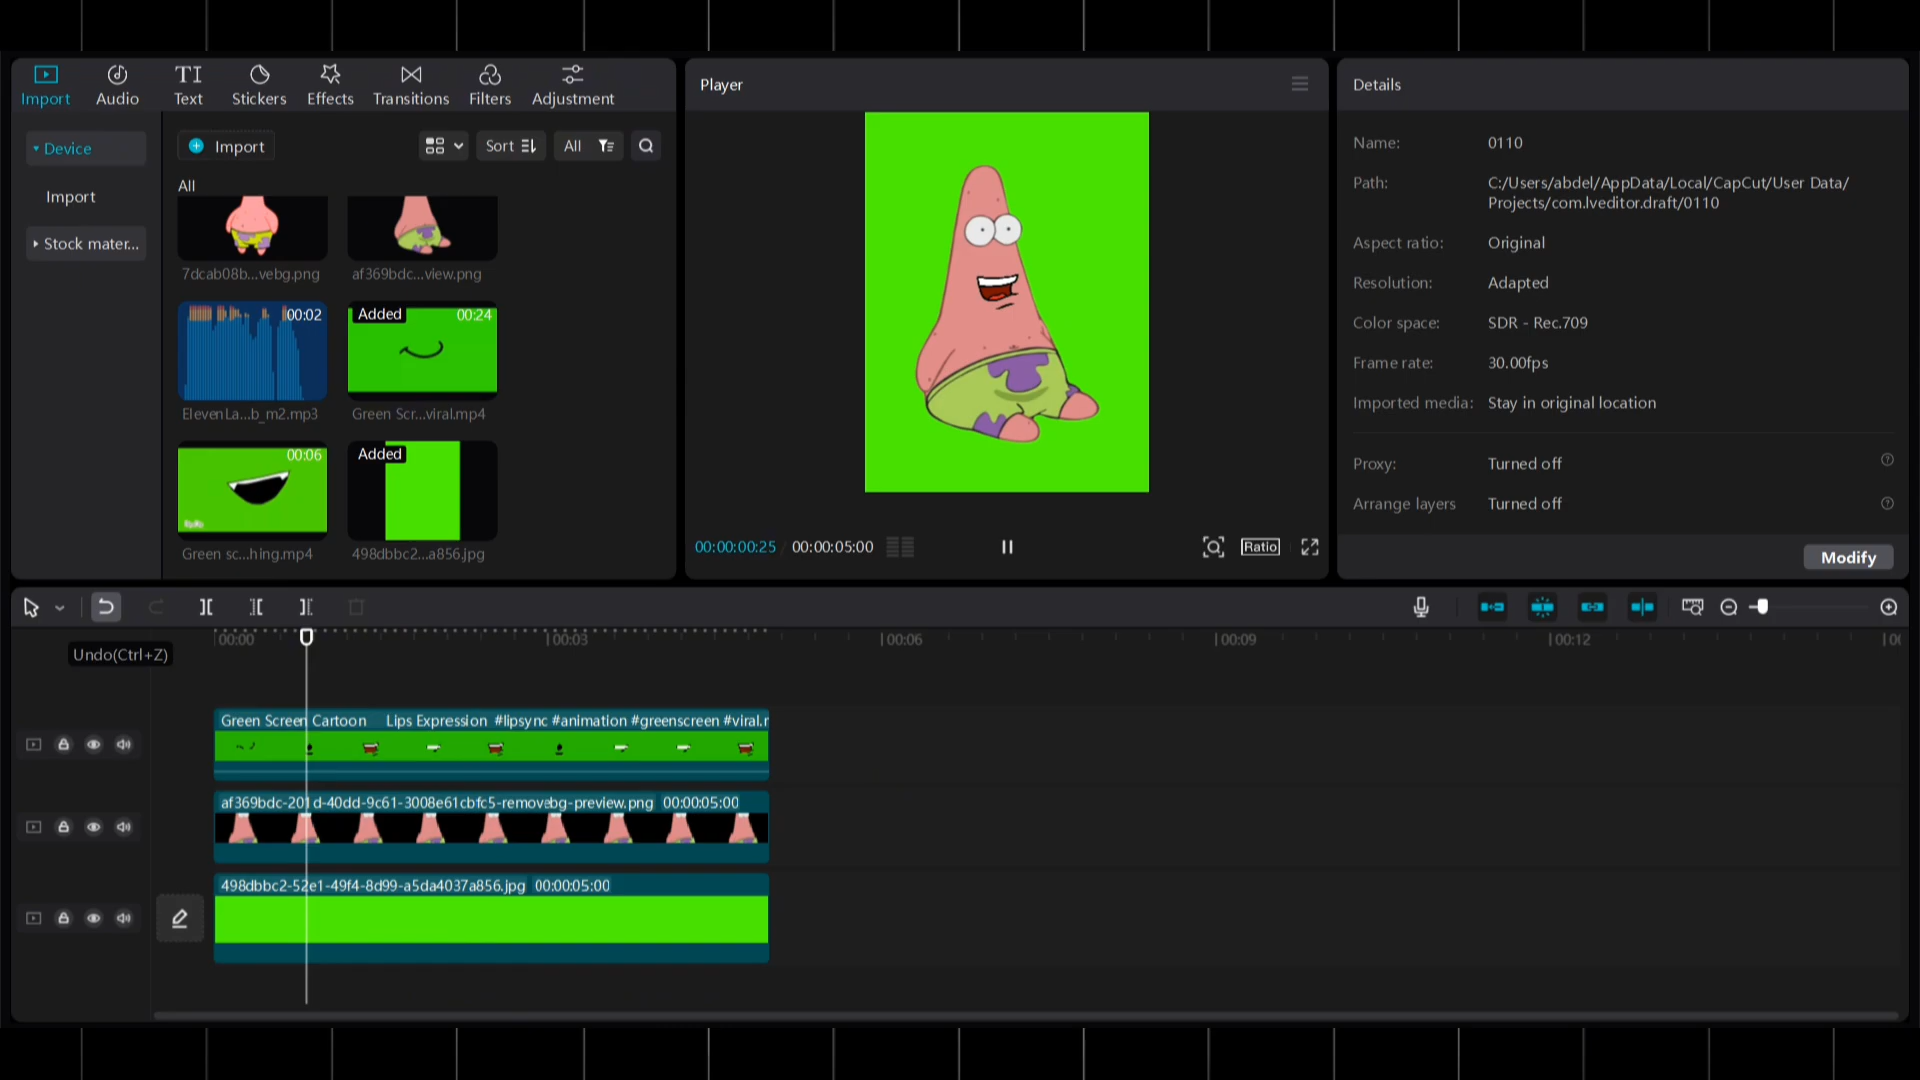 Import
Audio
Text
Stickers
Effects
Transitions
Filters
Adjustment
Device
Import
Stock mater...
Import
Sort
All
All
7dcab08b...vebg.png
af369bdc...view.png
00:02
ElevenLa...b_m2.mp3
Added
00:24
Green Scr...viral.mp4
00:06
Green sc...hing.mp4
Added
498dbbc2...a856.jpg
Player
00:00:00:25
00:00:05:00
Ratio
Details
Name: 0110
Path: C:/Users/abdel/AppData/Local/CapCut/User Data/
Projects/com.lveditor.draft/0110
Aspect ratio: Original
Resolution: Adapted
Color space: SDR - Rec.709
Frame rate: 30.00fps
Imported media: Stay in original location
Proxy: Turned off
Arrange layers Turned off
Modify
00:00
00:03
00:06
00:09
00:12
Undo(Ctrl+Z)
Green Screen Cartoon Lips Expression #lipsync #animation #greenscreen #viral.
af369bdc-201d-40dd-9c61-3008e61cbfc5-removebg-preview.png 00:00:05:00
498dbbc2-52e1-49f4-8d99-a5da4037a856.jpg 00:00:05:00